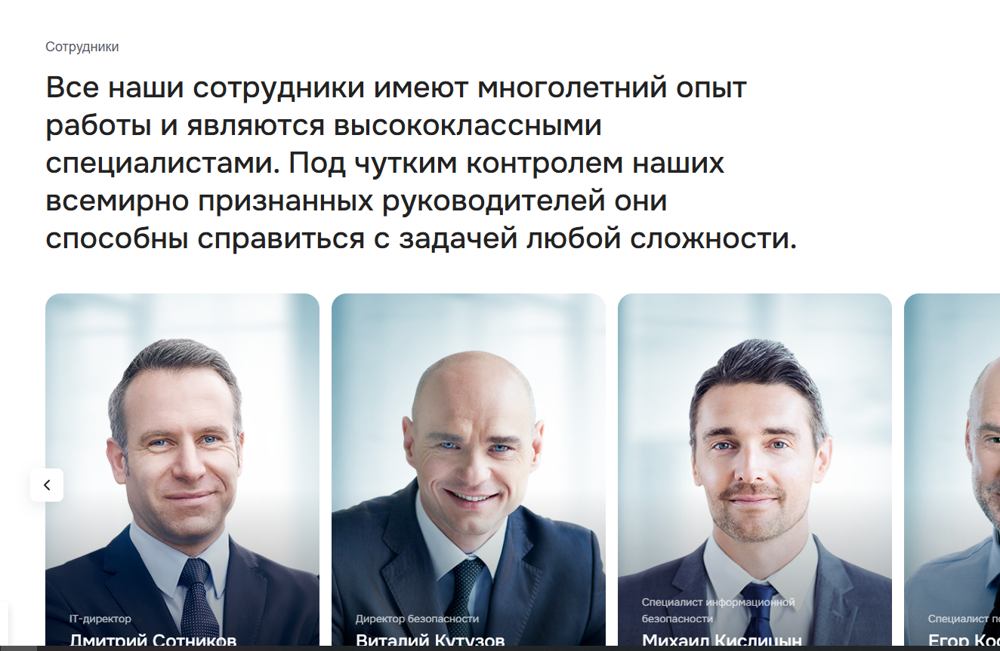 Сотрудники
Все наши сотрудники имеют многолетний опыт
работы и являются высококлассными
специалистами. Под чутким контролем наших
всемирно признанных руководителей они
способны справиться с задачей любой сложности.
IT-директор
Дмитрий Сотников
Директор безопасности
Виталий Кутузов
Специалист информационной
безопасности
Михаил Кислицын
Специалист
Егор